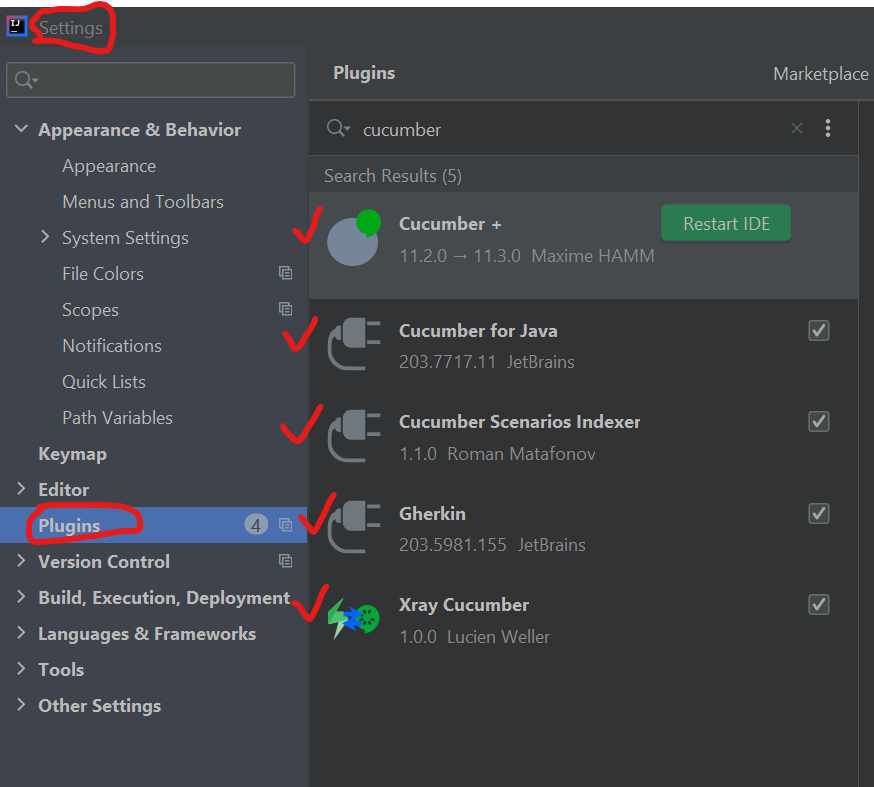 IJ
Settings
Appearance & Behavior
Appearance
Menus and Toolbars
System Settings
File Colors
Scopes
Notifications
Quick Lists
Path Variables
Keymap
Editor
Plugins 4
Version Control
Build, Execution, Deployment
Languages & Frameworks
Tools
Other Settings
Plugins Marketplace
cucumber
Search Results (5)
Cucumber + Restart IDE
11.2.0 → 11.3.0 Maxime HAMM
Cucumber for Java
203.7717.11 JetBrains
Cucumber Scenarios Indexer
1.1.0 Roman Matafonov
Gherkin
203.5981.155 JetBrains
Xray Cucumber
1.0.0 Lucien Weller